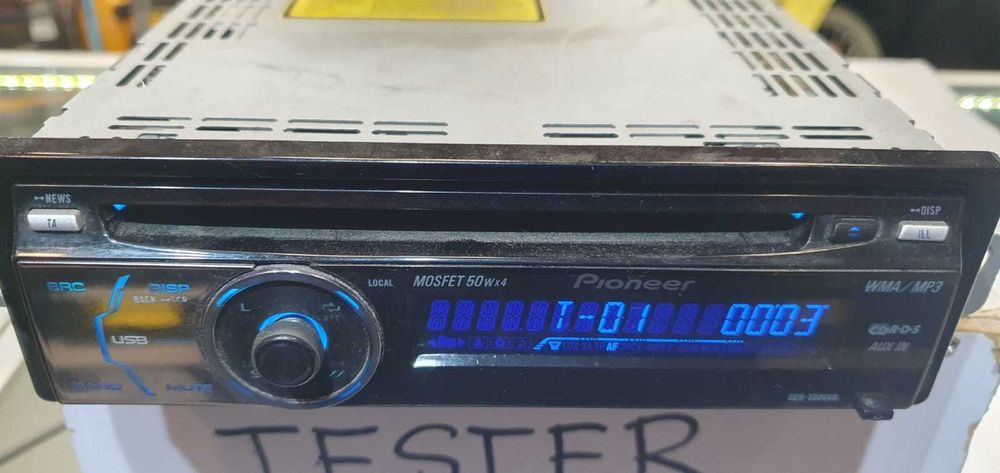 NEWS
DISP
TA
ILL
SRC DISP
LOCAL
MOSFET 50Wx4
Pioneer
WMA/MP3
BACK
T-01 0003
USB
R·D·S
AF
AUX IN
BAND MUTE
TESTER